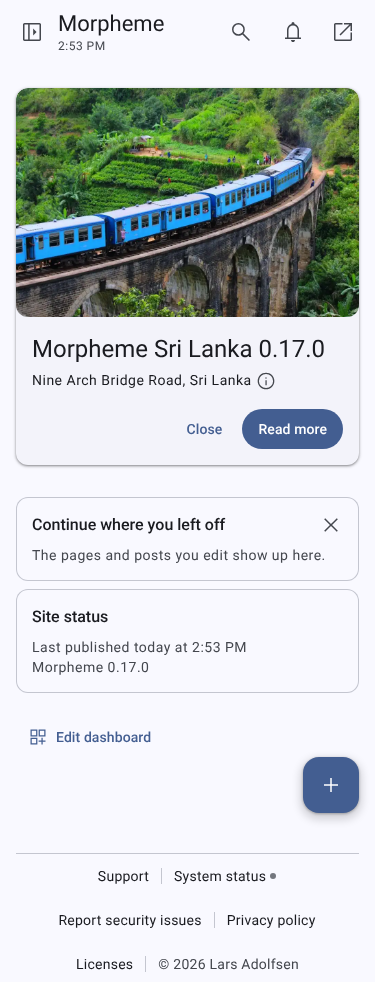 Morpheme
2:53 PM
Morpheme Sri Lanka 0.17.0
Nine Arch Bridge Road, Sri Lanka
Close
Read more
Continue where you left off
The pages and posts you edit show up here.
Site status
Last published today at 2:53 PM
Morpheme 0.17.0
Edit dashboard
Support
System status
Report security issues
Privacy policy
Licenses
© 2026 Lars Adolfsen